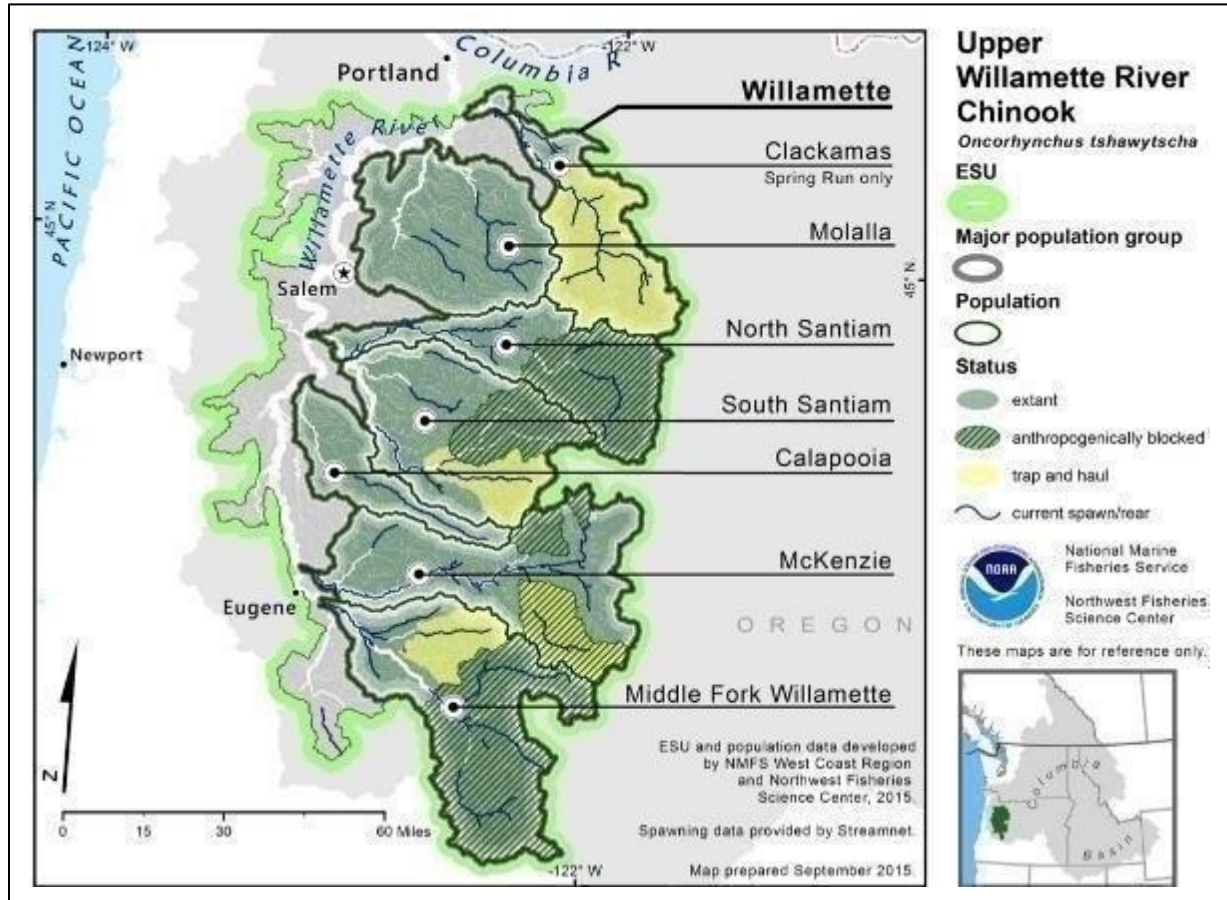 -124° W
-122° W
Columbia R
Portland
Willamette
Willamette River
Clackamas
Spring Run only
PACIFIC OCEAN
45° N
Molalla
Salem
45° N
North Santiam
Newport
South Santiam
Calapooia
McKenzie
Eugene
OREGON
Middle Fork Willamette
ESU and population data developed
by NMFS West Coast Region
and Northwest Fisheries
Science Center, 2015.
Spawning data provided by Streamnet.
Map prepared September 2015.
N
0 15 30 60 Miles
-122° W
Upper
Willamette River
Chinook
Oncorhynchus tshawytscha
ESU
Major population group
Population
Status
extant
anthropogenically blocked
trap and haul
current spawn/rear
NOAA
National Marine
Fisheries Service
Northwest Fisheries
Science Center
These maps are for reference only.
Columbia
Basin